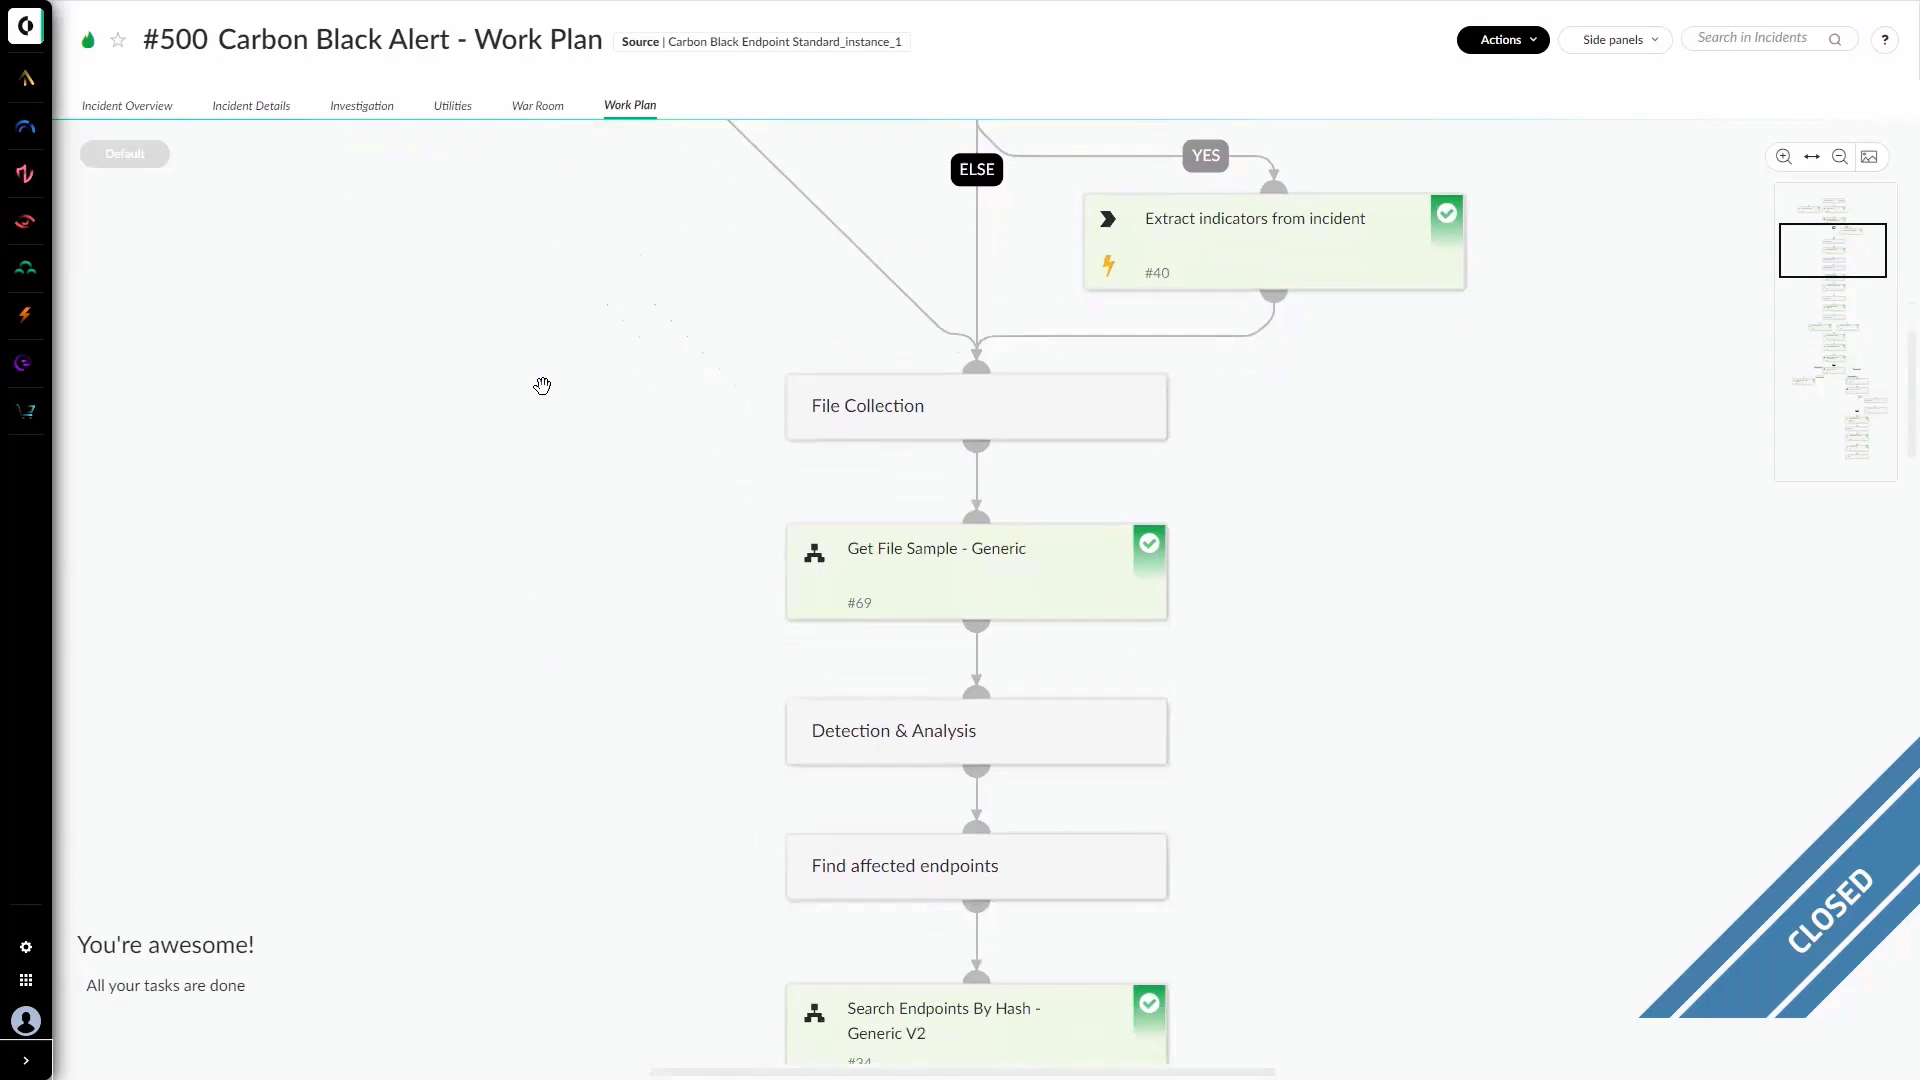 #500 Carbon Black Alert - Work Plan
Source | Carbon Black Endpoint Standard_instance_1
Actions
Side panels
Search in Incidents
?
Incident Overview
Incident Details
Investigation
Utilities
War Room
Work Plan
Default
YES
ELSE
Extract indicators from incident
#40
File Collection
Get File Sample - Generic
#69
Detection & Analysis
Find affected endpoints
Search Endpoints By Hash -
Generic V2
#34
You're awesome!
All your tasks are done
CLOSED